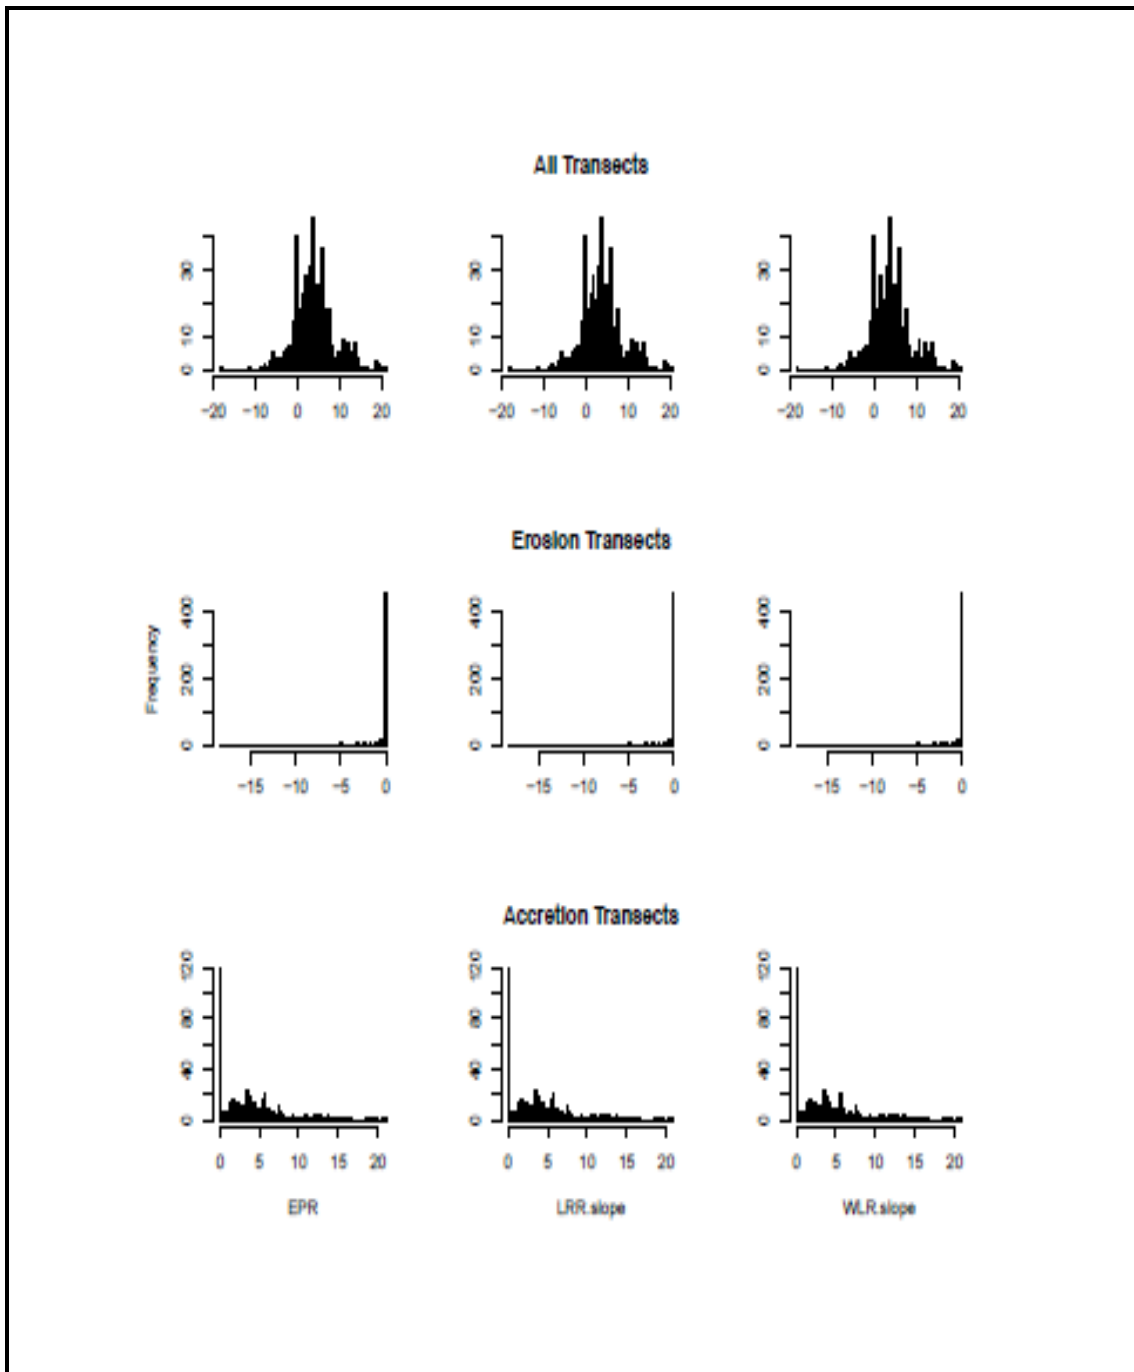 All Transects
0 10 30
0 10 30
0 10 30
−20 −10 0 10 20
−20 −10 0 10 20
−20 −10 0 10 20
Erosion Transects
Frequency
0 200 400
0 200 400
0 200 400
−15 −10 −5 0
−15 −10 −5 0
−15 −10 −5 0
Accretion Transects
0 40 80 120
0 40 80 120
0 40 80 120
0 5 10 15 20
0 5 10 15 20
0 5 10 15 20
EPR
LRR.slope
WLR.slope